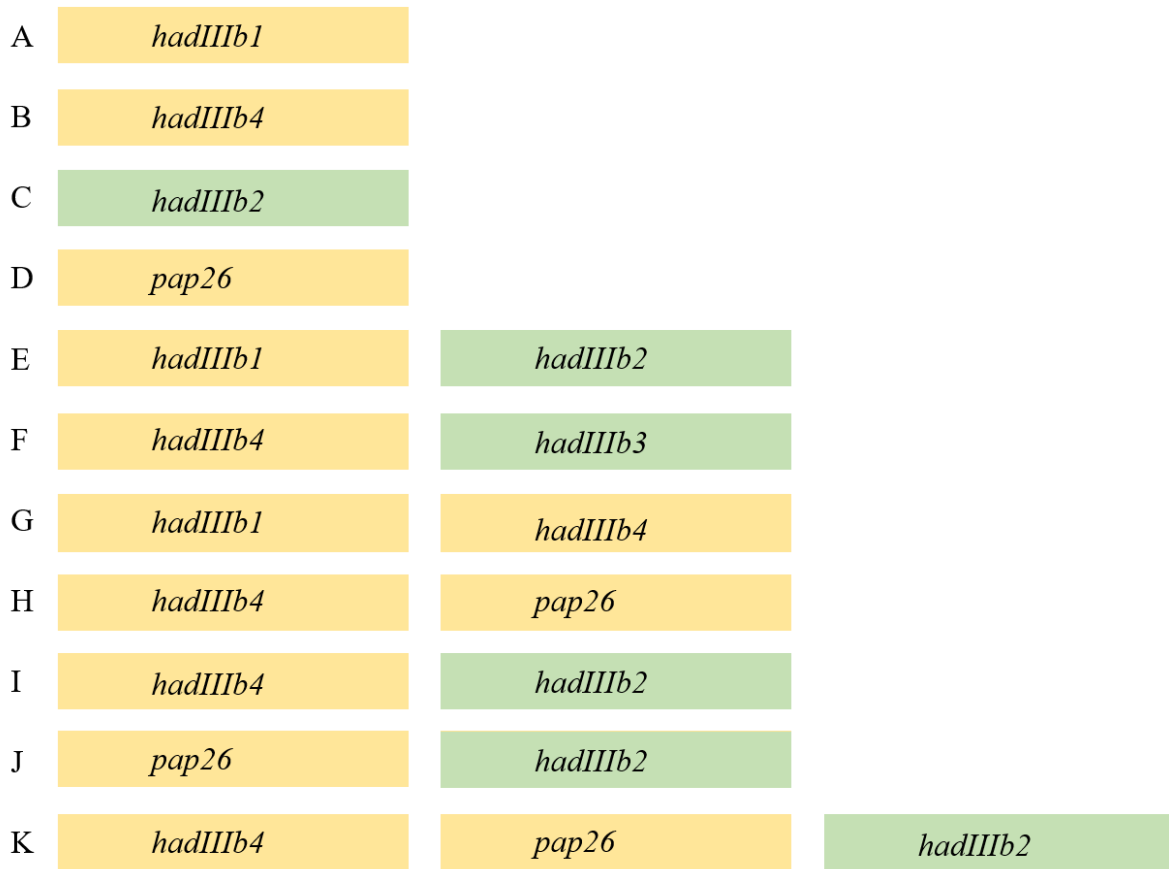 A hadIIIb1
B hadIIIb4
C hadIIIb2
D pap26
E hadIIIb1 hadIIIb2
F hadIIIb4 hadIIIb3
G hadIIIb1 hadIIIb4
H hadIIIb4 pap26
I hadIIIb4 hadIIIb2
J pap26 hadIIIb2
K hadIIIb4 pap26 hadIIIb2